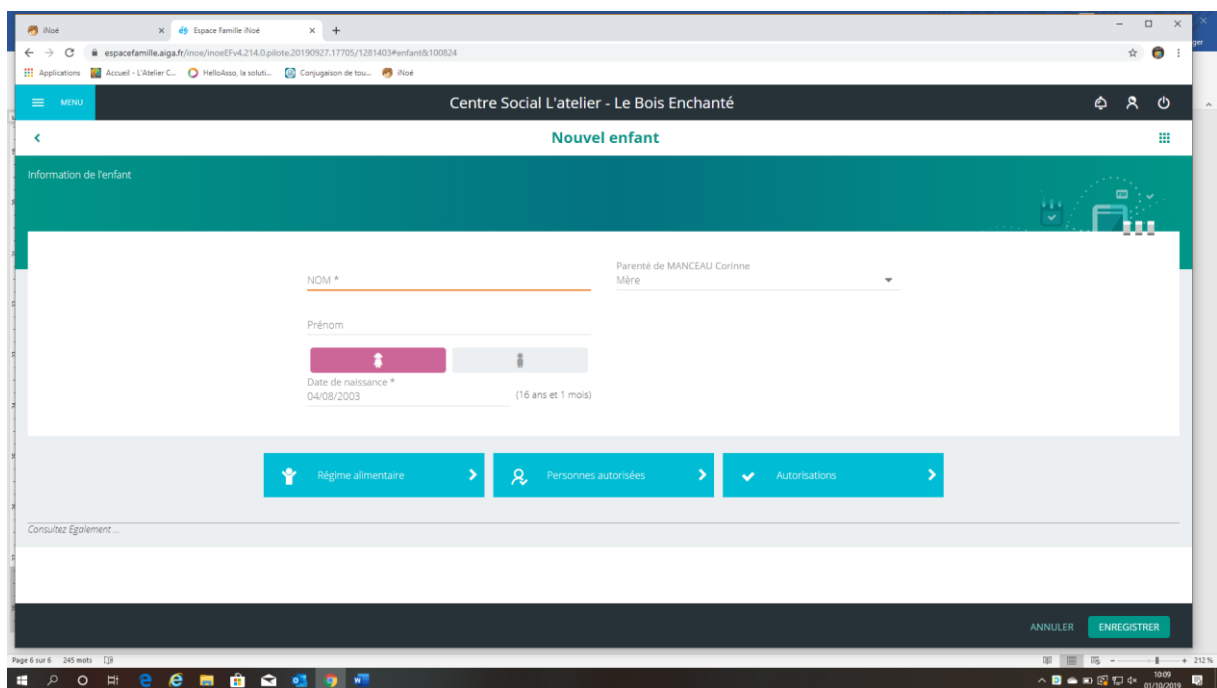 iNoé
Espace Famille iNoé
espacefamille.aiga.fr/inoe/inoeEFv4.214.0.pilote.20190927.17705/1281403#enfant&100824
Applications Accueil - L'Atelier C... HelloAsso, la soluti... Conjugaison de tou... iNoé
ger
MENU Centre Social L'atelier - Le Bois Enchanté
Nouvel enfant
Information de l'enfant
Parenté de MANCEAU Corinne
NOM * Mère
Prénom
Date de naissance *
04/08/2003 (16 ans et 1 mois)
Régime alimentaire Personnes autorisées Autorisations
Consultez Egalement ...
ANNULER ENREGISTRER
Page 6 sur 6 245 mots 212 %
10:09
01/10/2019